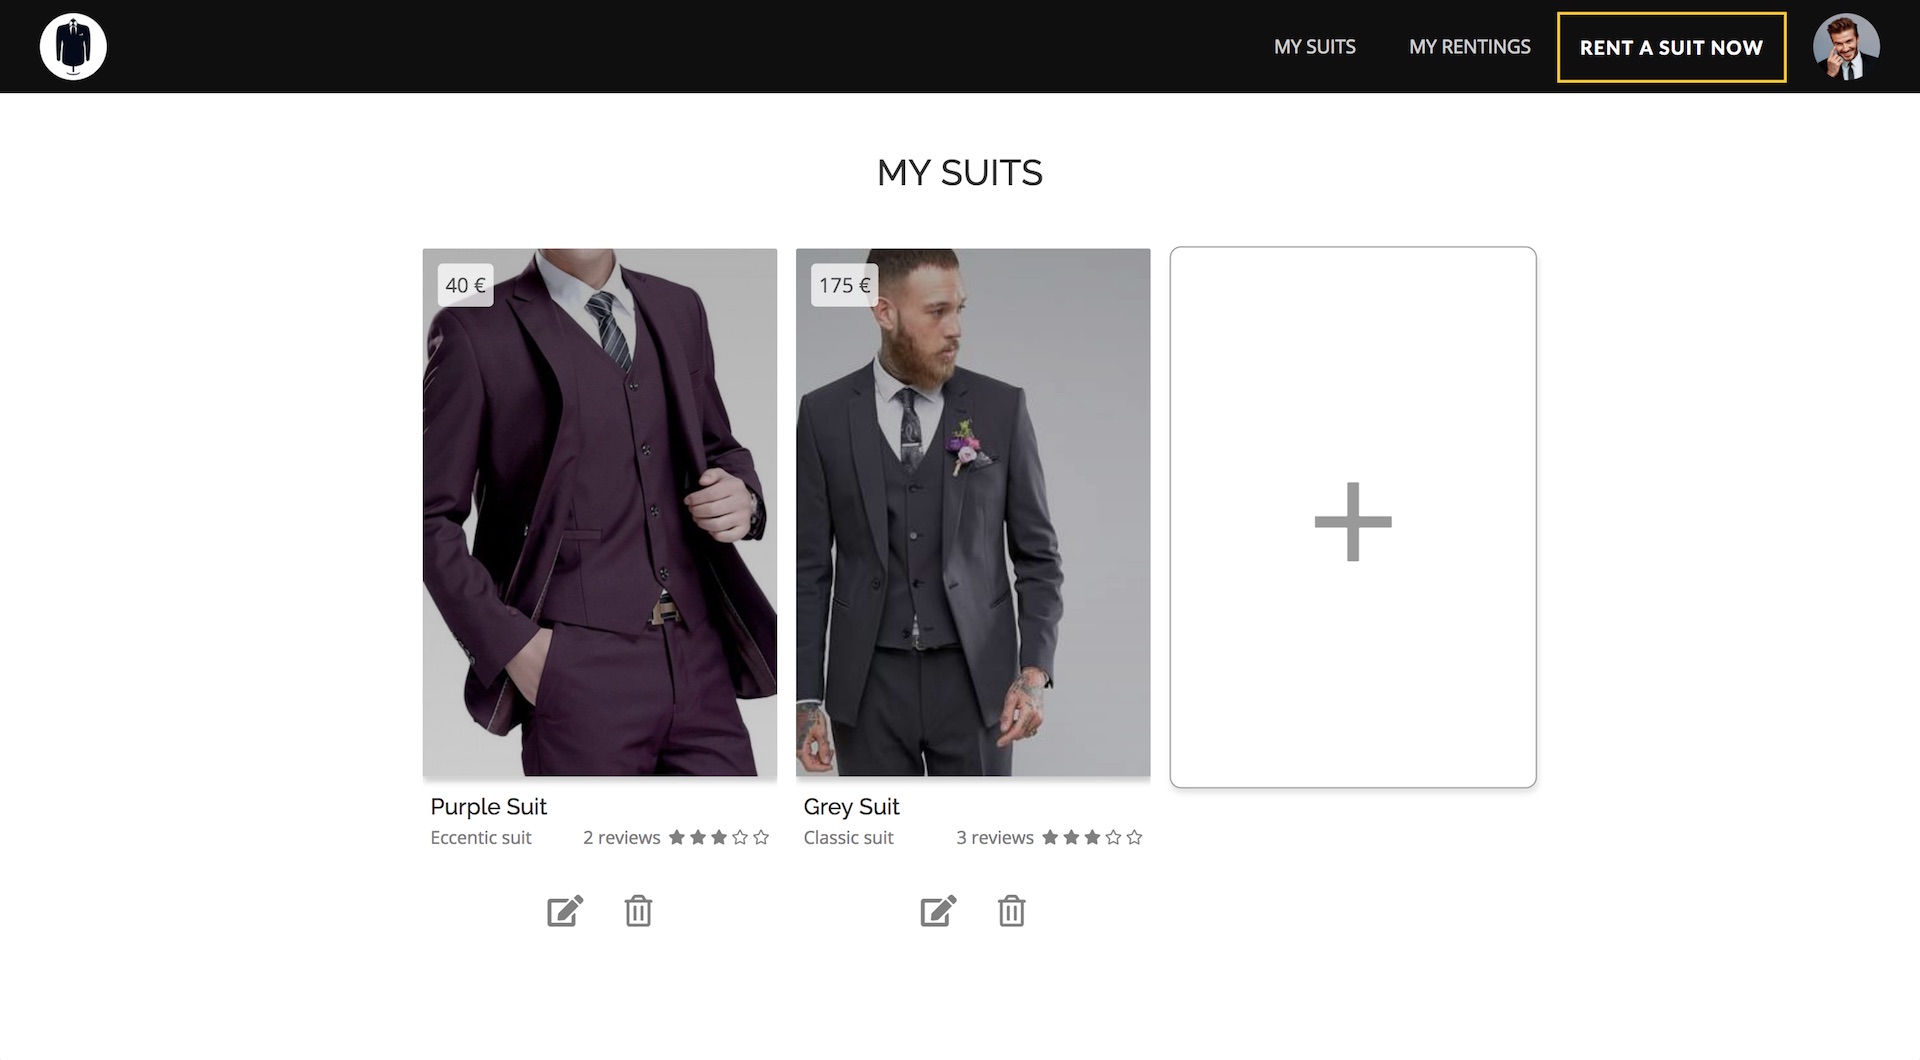 MY SUITS
MY RENTINGS
RENT A SUIT NOW
MY SUITS
40 €
175 €
Purple Suit
Eccentic suit
2 reviews
Grey Suit
Classic suit
3 reviews